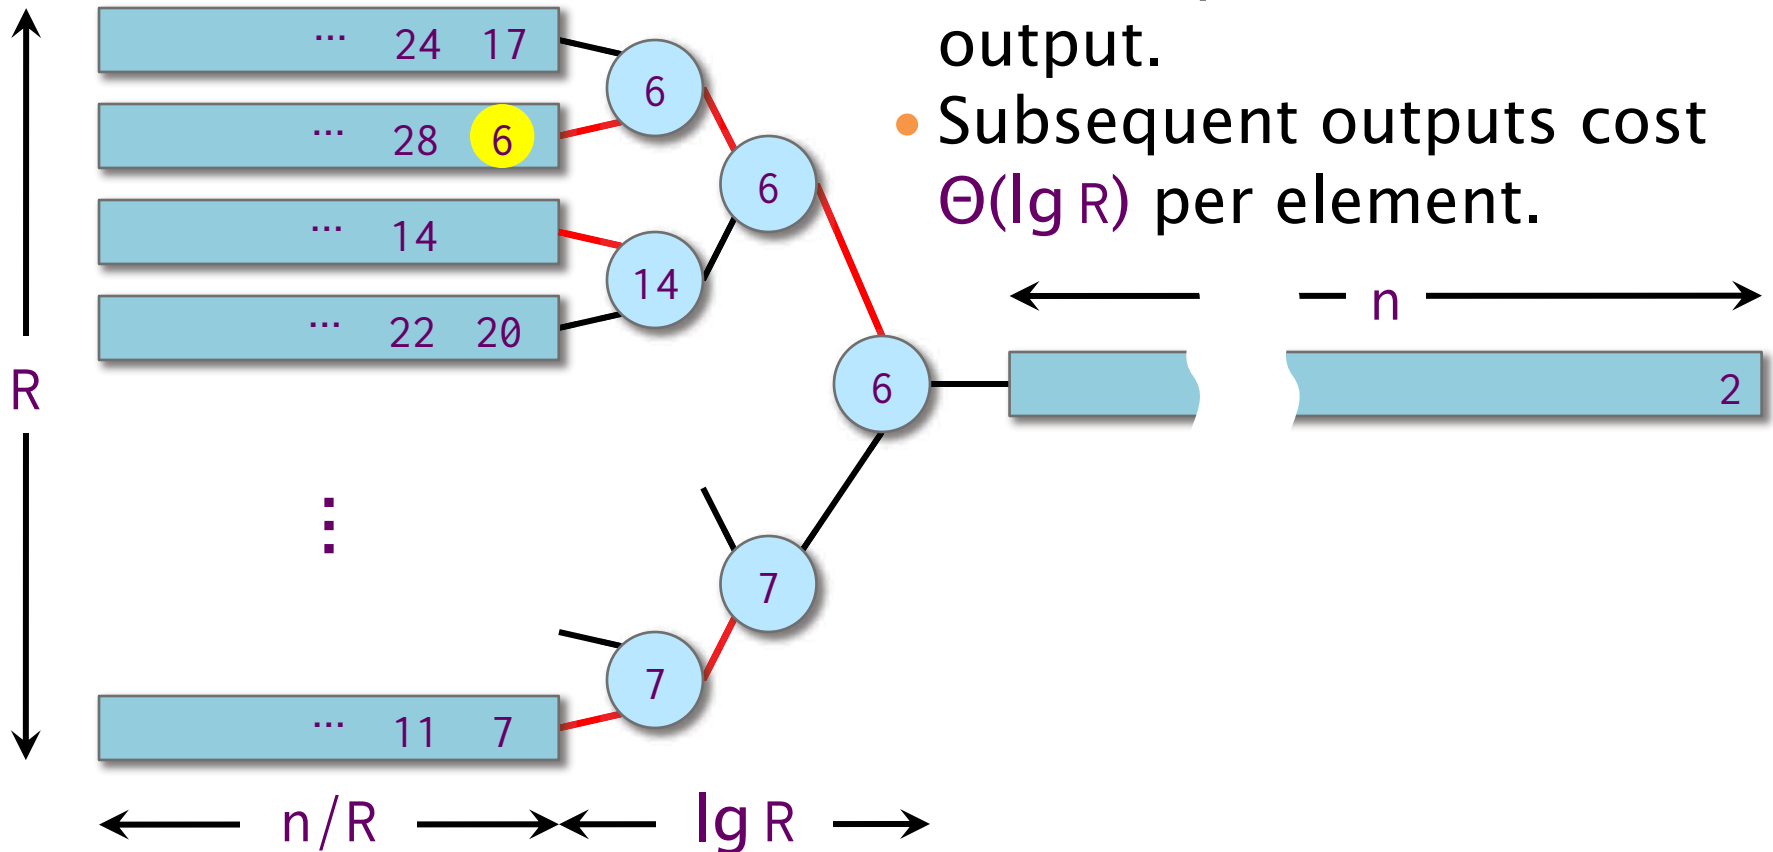 output.
• Subsequent outputs cost
Θ(lg R) per element.
R
… 24 17
… 28 6
… 14
… 22 20
⋮
… 11 7
6
14
7
6
7
6
n
2
n/R
lg R